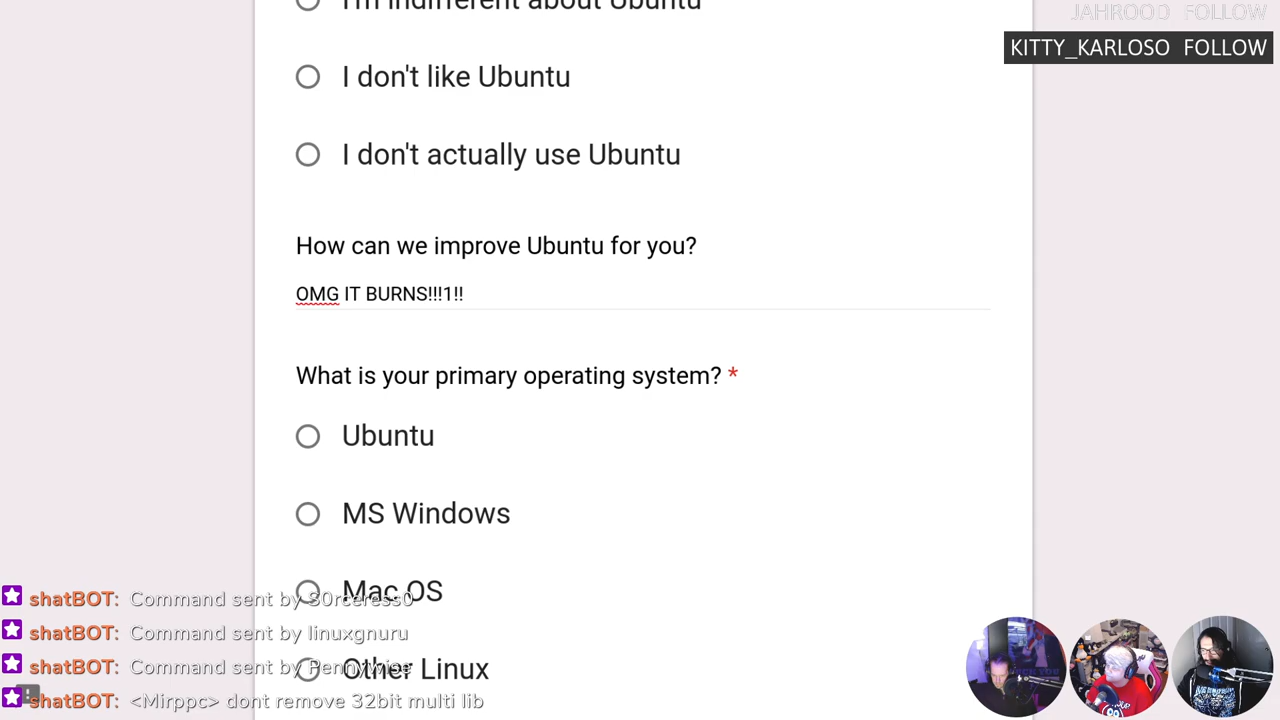 I'm indifferent about Ubuntu
JAHROOD FOLLOW
KITTY_KARLOSO FOLLOW
I don't like Ubuntu
I don't actually use Ubuntu
How can we improve Ubuntu for you?
OMG IT BURNS!!!1!!
What is your primary operating system? *
Ubuntu
MS Windows
Mac OS
shatBOT: Command sent by S0rceress0
shatBOT: Command sent by linuxgnuru
Other Linux
shatBOT: Command sent by Pennywise
shatBOT: <Mirppc> dont remove 32bit multi lib